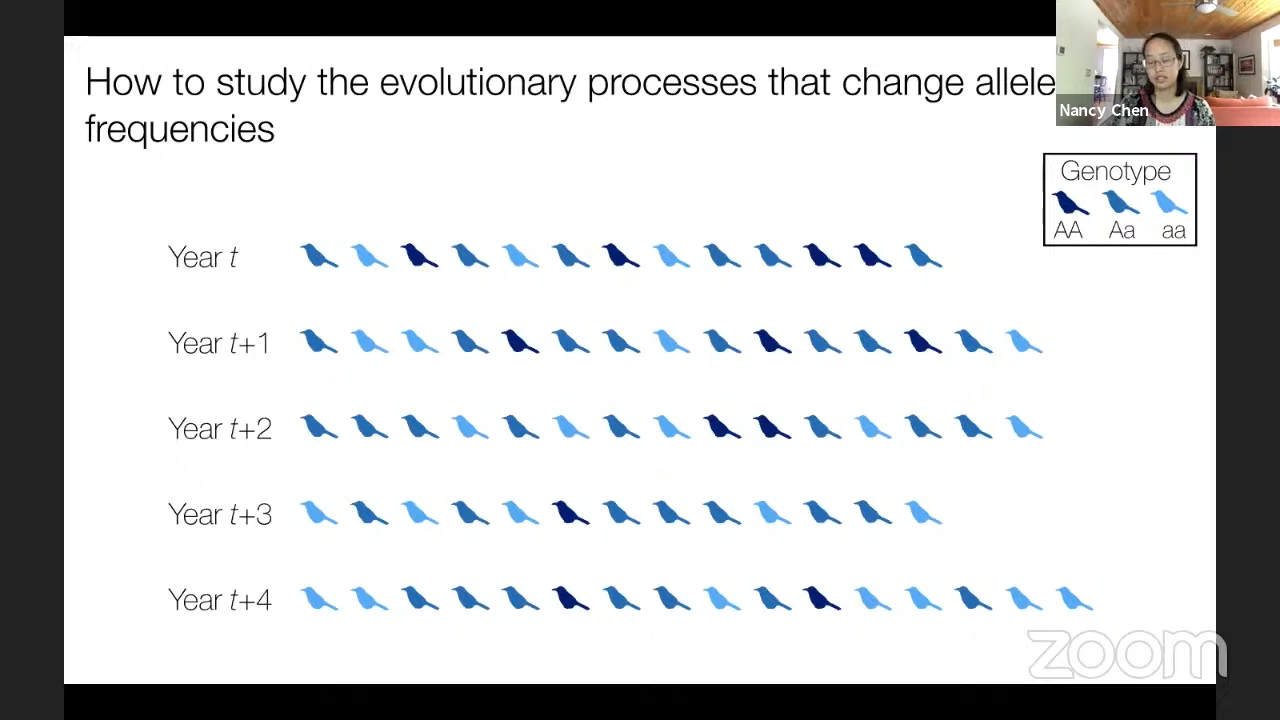 How to study the evolutionary processes that change allele
frequencies
Nancy Chen
Genotype
AA Aa aa
Year t
Year t+1
Year t+2
Year t+3
Year t+4
zoom